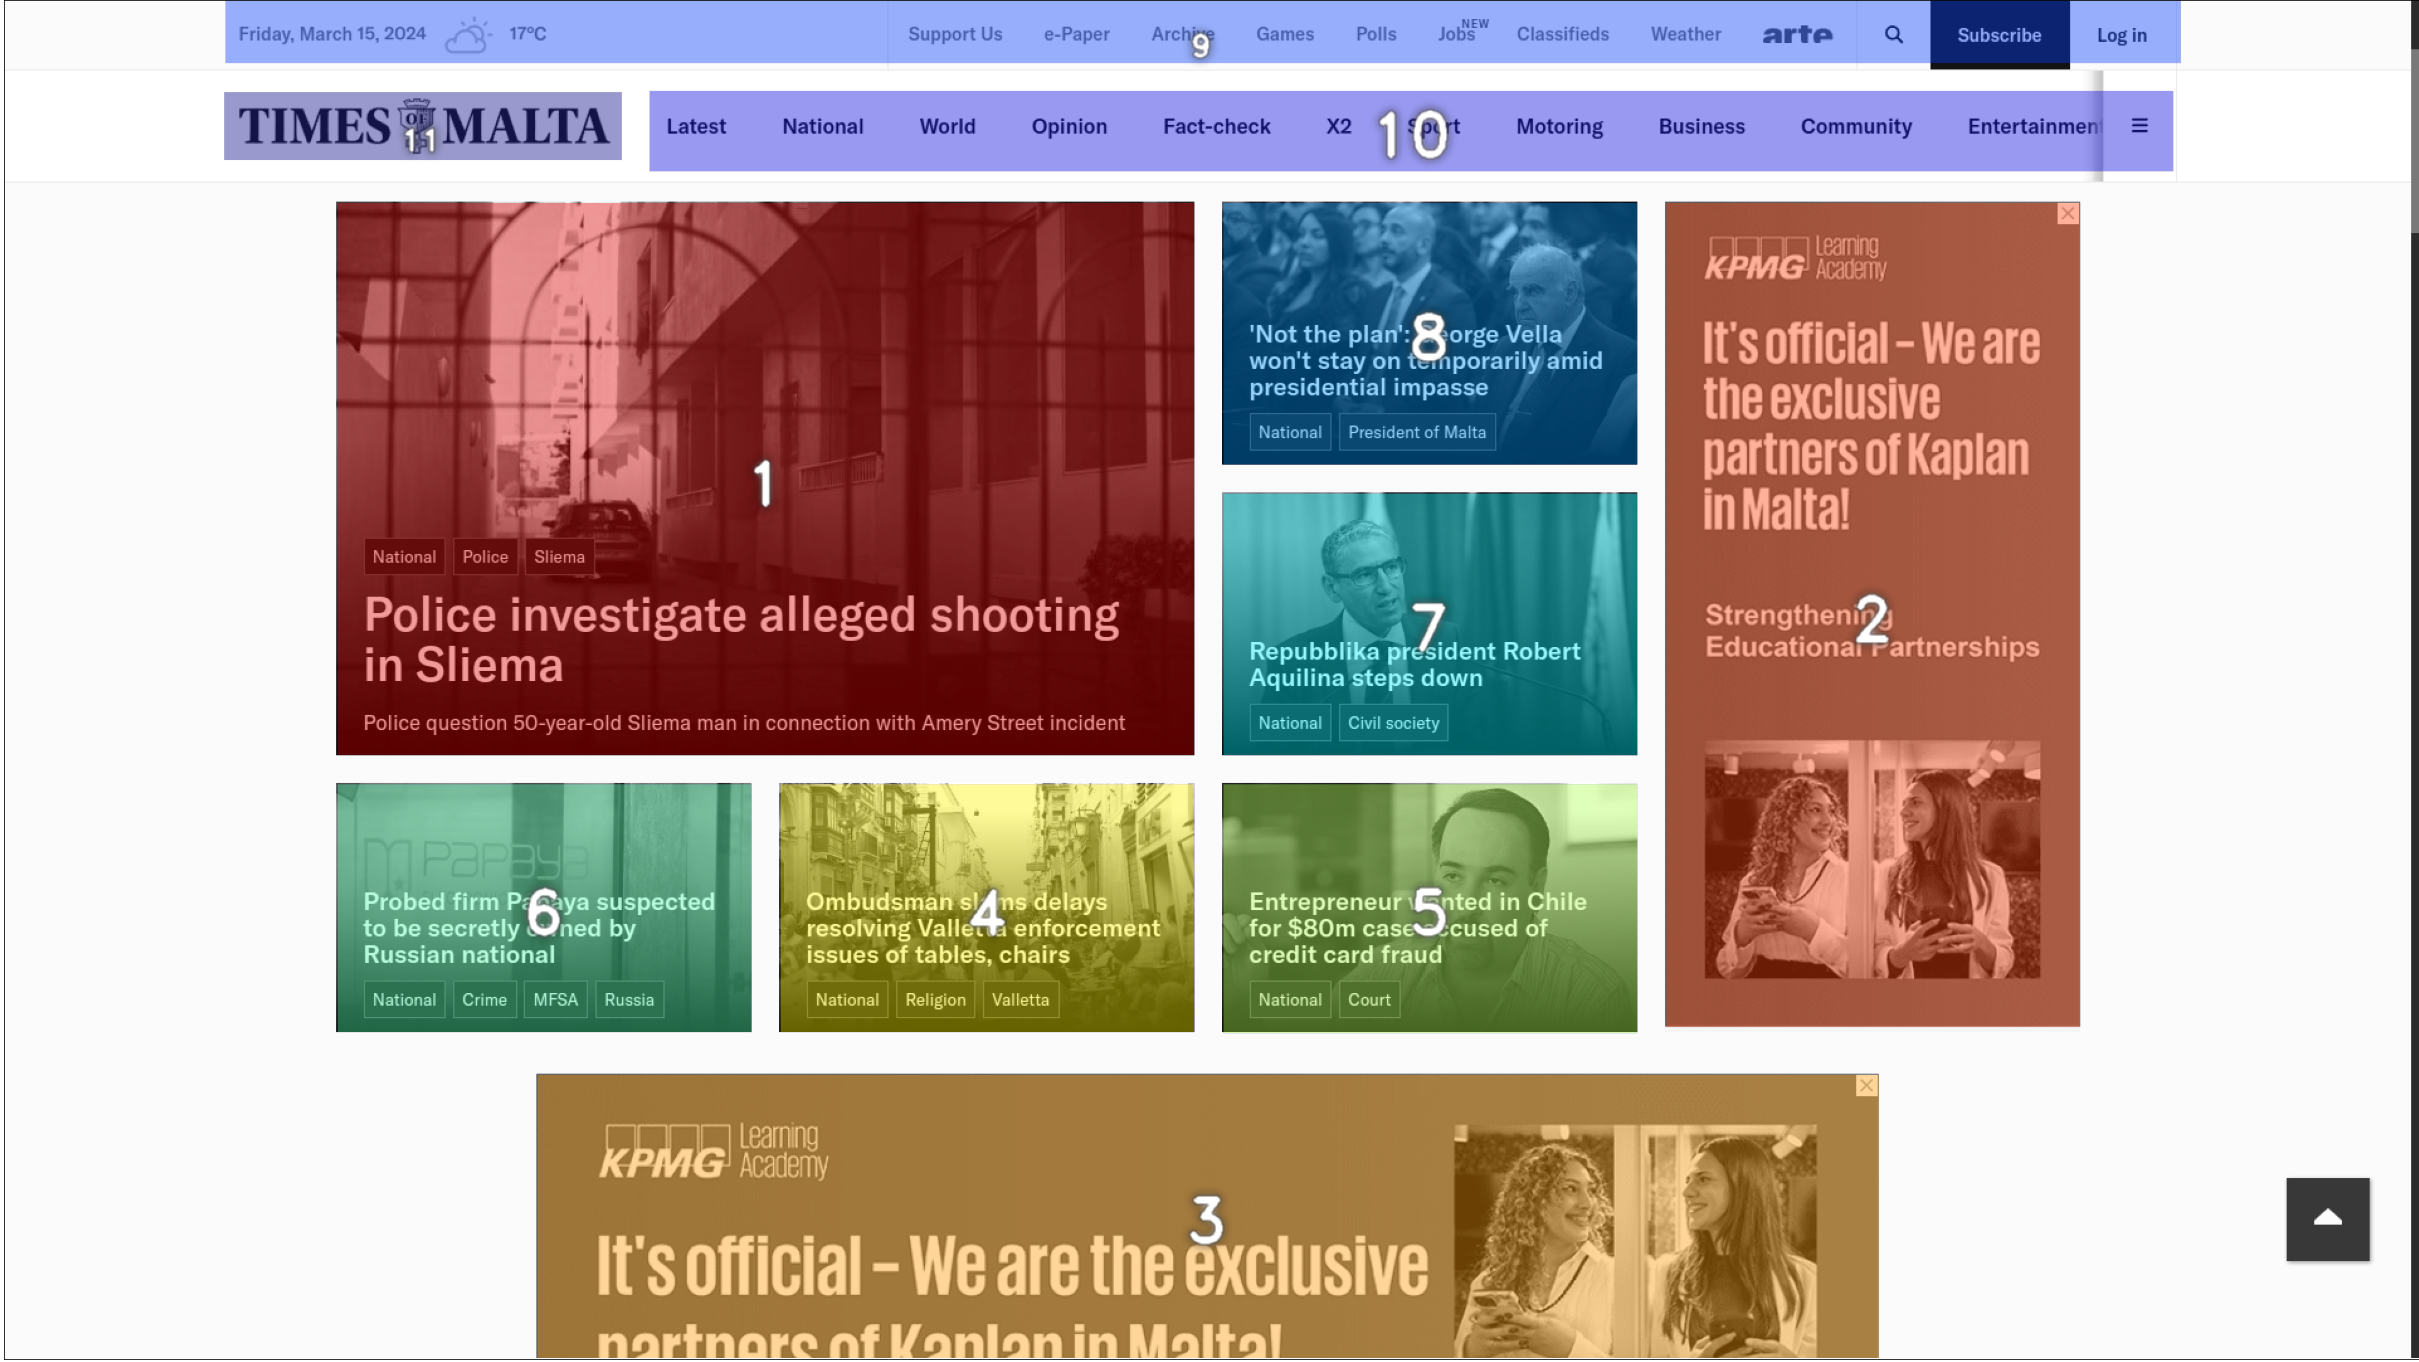 Friday, March 15, 2024 17°C Support Us e-Paper Archive Games Polls Jobs NEW Classifieds Weather arte Subscribe Log in
9
TIMES OF MALTA Latest National World Opinion Fact-check X2 Sport Motoring Business Community Entertainment
11
10
1
National Police Sliema
Police investigate alleged shooting
in Sliema
Police question 50-year-old Sliema man in connection with Amery Street incident
8
'Not the plan': George Vella
won't stay on temporarily amid
presidential impasse
National President of Malta
7
Repubblika president Robert
Aquilina steps down
National Civil society
KPMG Learning
Academy
It's official – We are
the exclusive
partners of Kaplan
in Malta!
2
Strengthening
Educational Partnerships
M PAPAYA
6
Probed firm Papaya suspected
to be secretly owned by
Russian national
National Crime MFSA Russia
4
Ombudsman slams delays
resolving Valletta enforcement
issues of tables, chairs
National Religion Valletta
5
Entrepreneur wanted in Chile
for $80m case accused of
credit card fraud
National Court
KPMG Learning
Academy
3
It's official – We are the exclusive
partners of Kaplan in Malta!